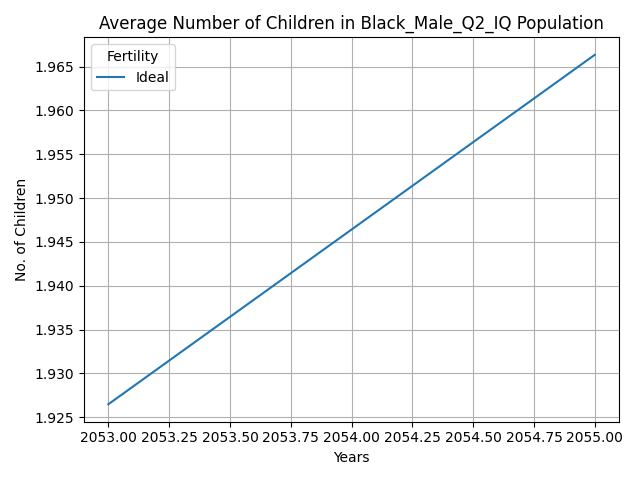 Average Number of Children in Black_Male_Q2_IQ Population
Fertility
Ideal
1.965
1.960
1.955
1.950
1.945
1.940
1.935
1.930
1.925
No. of Children
2053.00 2053.25 2053.50 2053.75 2054.00 2054.25 2054.50 2054.75 2055.00
Years